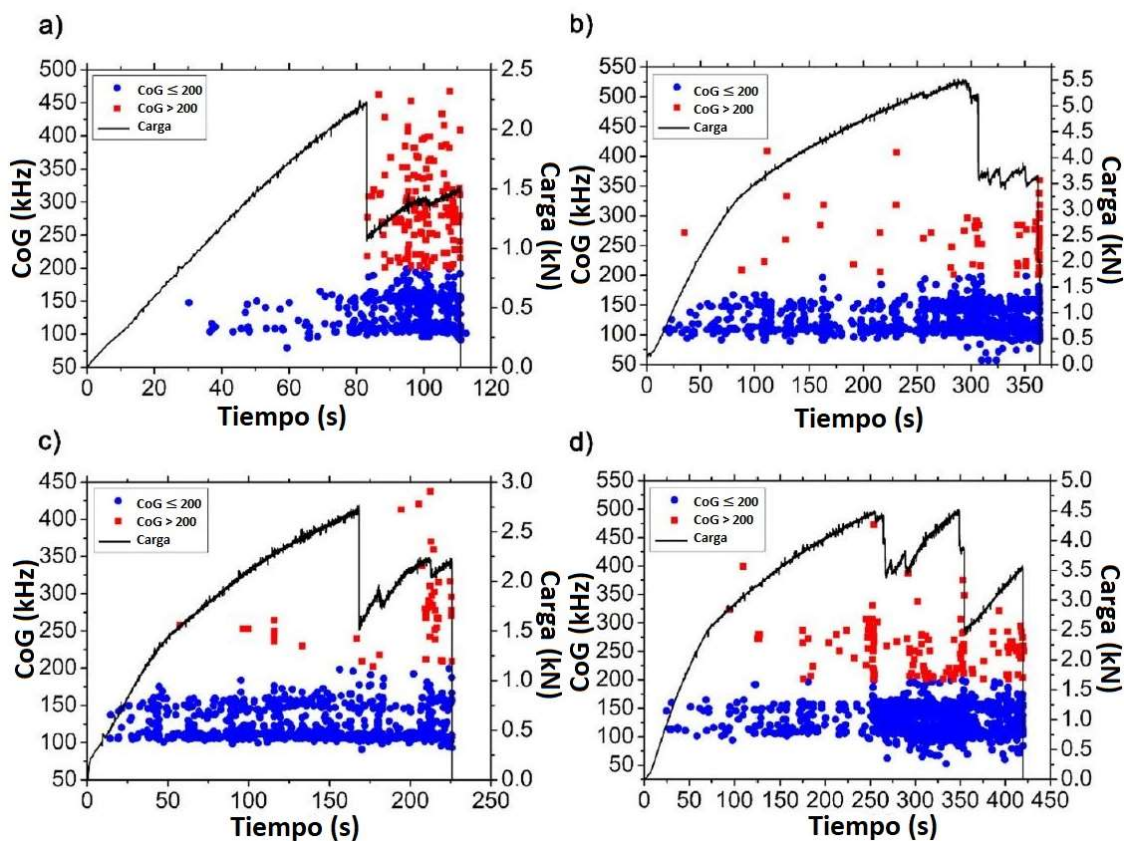 a)
CoG (kHz)
500
450
400
350
300
250
200
150
100
50
CoG ≤ 200
CoG > 200
Carga
2.5
2.0
1.5
1.0
0.5
0.0
Carga (kN)
0 20 40 60 80 100 120
Tiempo (s)
b)
CoG (kHz)
550
500
450
400
350
300
250
200
150
100
50
CoG ≤ 200
CoG > 200
Carga
5.5
5.0
4.5
4.0
3.5
3.0
2.5
2.0
1.5
1.0
0.5
0.0
Carga (kN)
0 50 100 150 200 250 300 350
Tiempo (s)
c)
CoG (kHz)
450
400
350
300
250
200
150
100
50
CoG ≤ 200
CoG > 200
Carga
3.0
2.5
2.0
1.5
1.0
0.5
0.0
Carga (kN)
0 50 100 150 200 250
Tiempo (s)
d)
CoG (kHz)
550
500
450
400
350
300
250
200
150
100
50
CoG ≤ 200
CoG > 200
Carga
5.0
4.5
4.0
3.5
3.0
2.5
2.0
1.5
1.0
0.5
0.0
Carga (kN)
0 50 100 150 200 250 300 350 400 450
Tiempo (s)